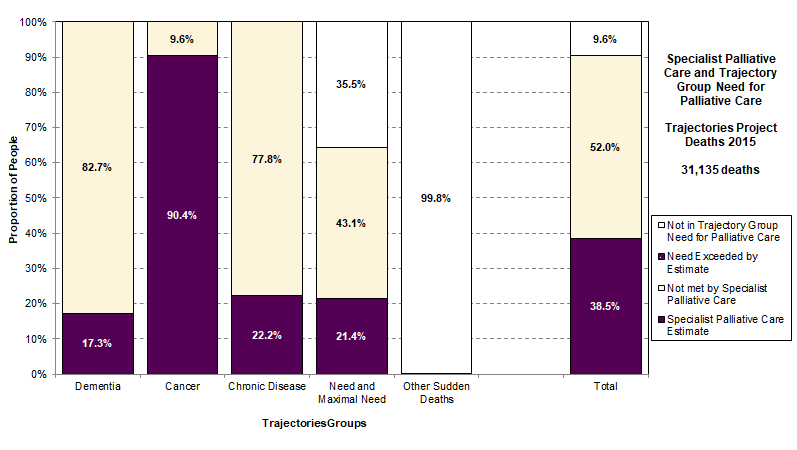 100%
90%
80%
70%
60%
50%
40%
30%
20%
10%
0%
Proportion of People
82.7%
17.3%
9.6%
90.4%
77.8%
22.2%
35.5%
43.1%
21.4%
99.8%
9.6%
52.0%
38.5%
Dementia
Cancer
Chronic Disease
Need and
Maximal Need
Other Sudden
Deaths
Total
TrajectoriesGroups
Specialist Palliative
Care and Trajectory
Group Need for
Palliative Care
Trajectories Project
Deaths 2015
31,135 deaths
Not in Trajectory Group
Need for Palliative Care
Need Exceeded by
Estimate
Not met by Specialist
Palliative Care
Specialist Palliative Care
Estimate